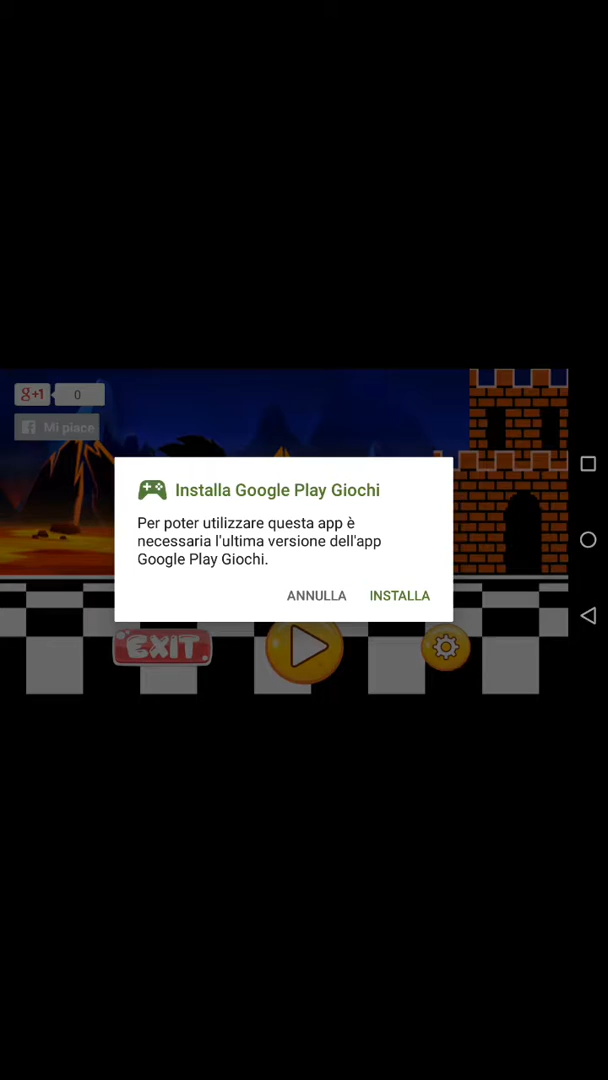 g+1 0
Mi piace
Installa Google Play Giochi
Per poter utilizzare questa app è
necessaria l'ultima versione dell'app
Google Play Giochi.
ANNULLA INSTALLA
EXIT